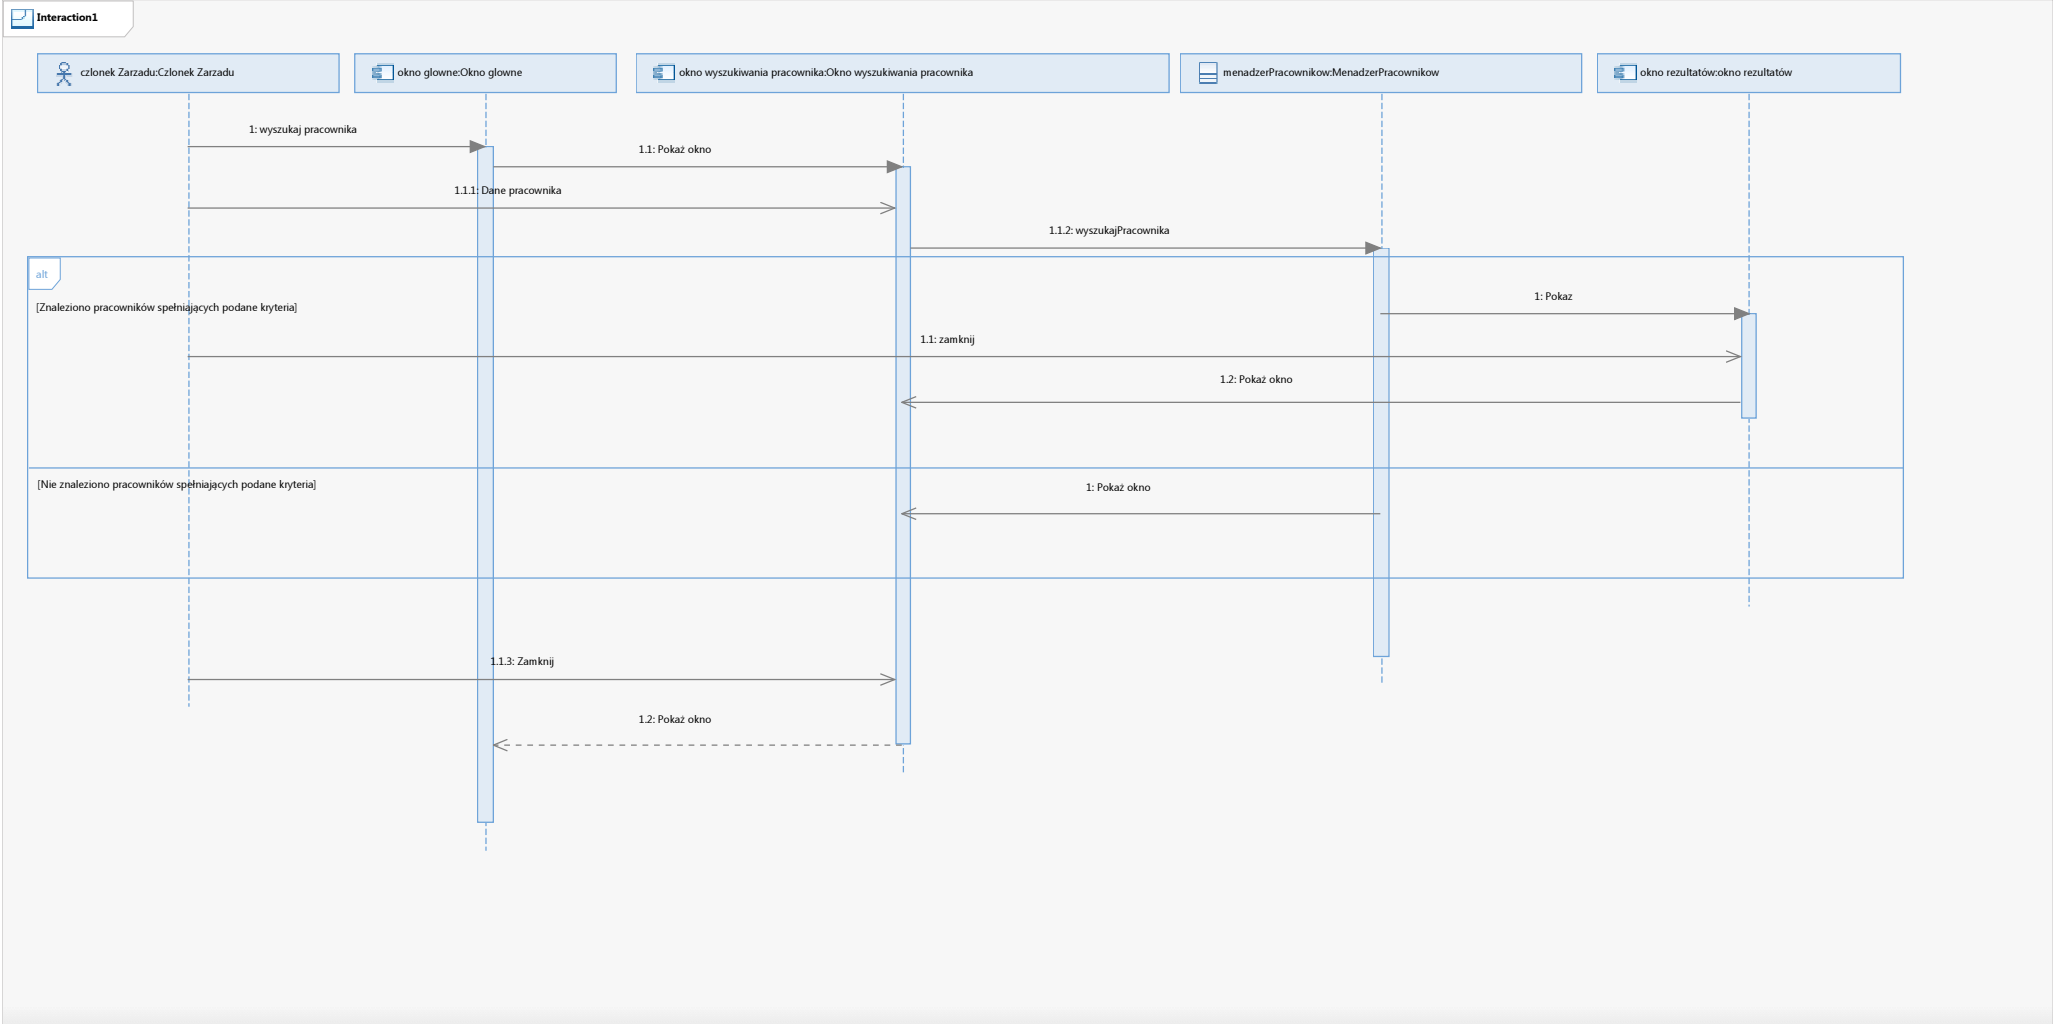 Interaction1
czlonek Zarzadu:Czlonek Zarzadu
okno glowne:Okno glowne
okno wyszukiwania pracownika:Okno wyszukiwania pracownika
menadzerPracownikow:MenadzerPracownikow
okno rezultatów:okno rezultatów
1: wyszukaj pracownika
1.1: Pokaż okno
1.1.1: Dane pracownika
1.1.2: wyszukajPracownika
alt
[Znaleziono pracowników spełniających podane kryteria]
1: Pokaz
1.1: zamknij
1.2: Pokaż okno
[Nie znaleziono pracowników spełniających podane kryteria]
1: Pokaż okno
1.1.3: Zamknij
1.2: Pokaż okno